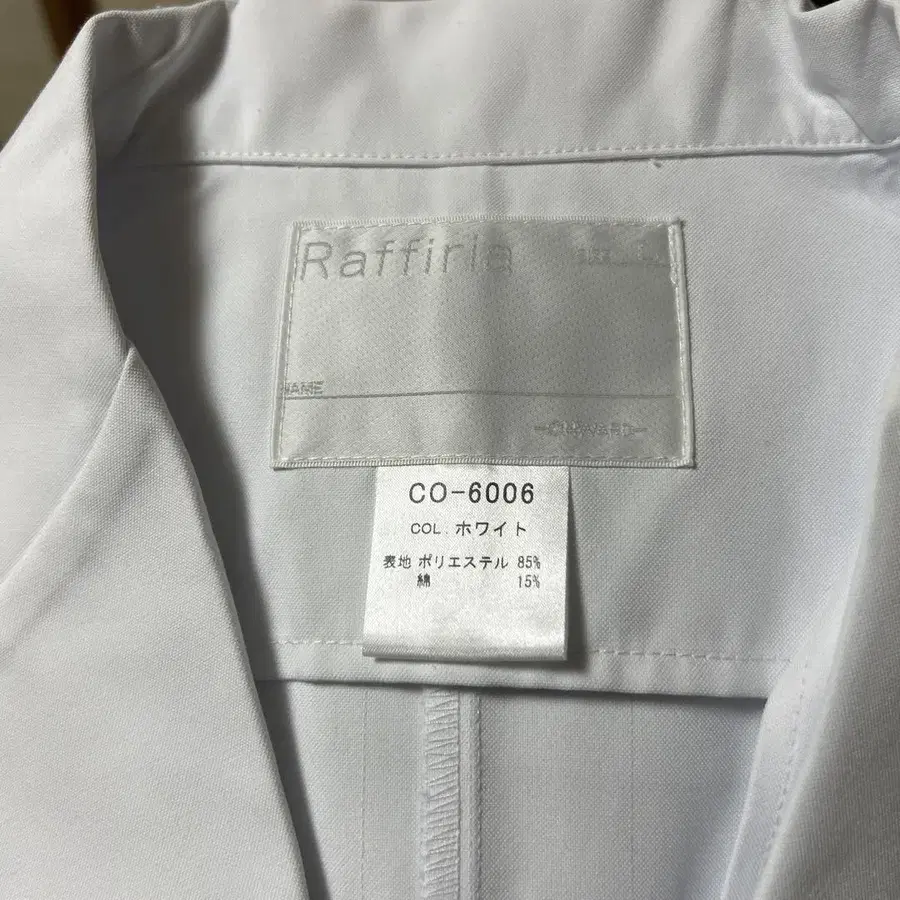 Raffiria
NAME
CO-6006
COL. ホワイト
表地 ポリエステル 85%
綿 15%